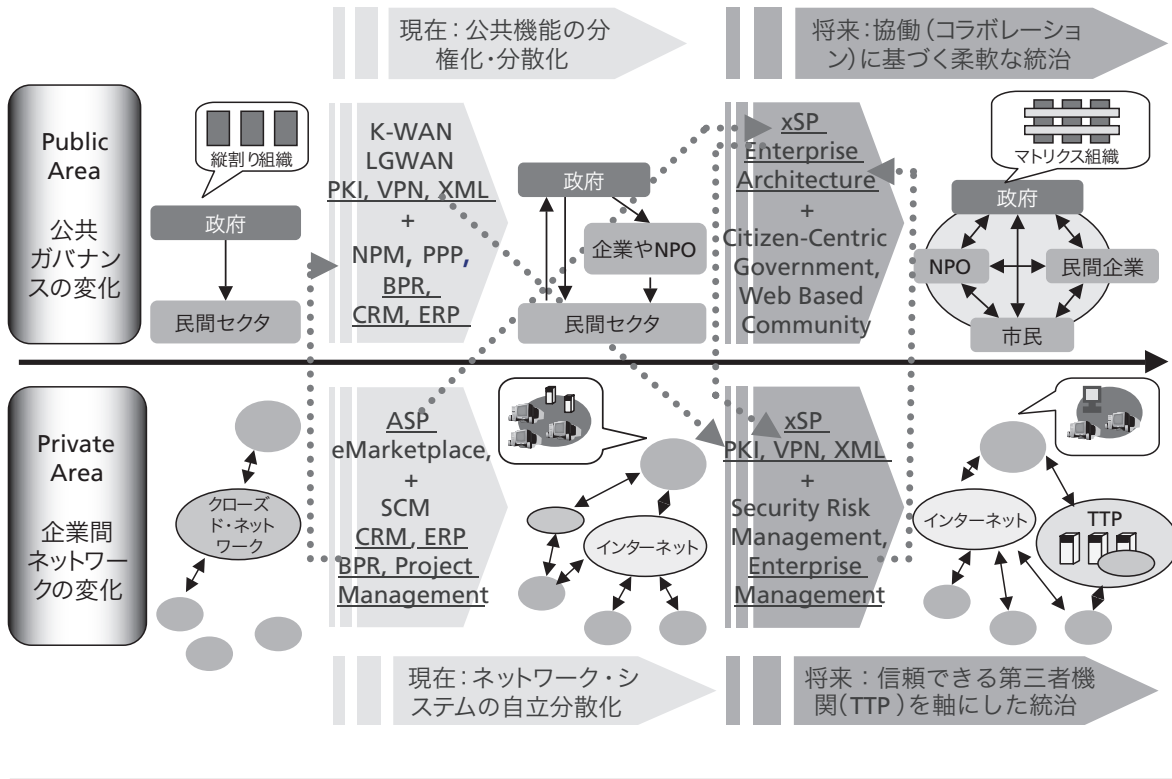 現在：公共機能の分
権化・分散化
将来：協働（コラボレーショ
ン）に基づく柔軟な統治
Public
Area
公共
ガバナン
スの変化
縦割り組織
政府
民間セクタ
K-WAN
LGWAN
PKI, VPN, XML
+
NPM, PPP,
BPR,
CRM, ERP
政府
企業やNPO
民間セクタ
xSP
Enterprise
Architecture
+
Citizen-Centric
Government,
Web Based
Community
マトリクス組織
政府
NPO
民間企業
市民
Private
Area
企業間
ネットワー
クの変化
クローズ
ド・ネット
ワーク
ASP
eMarketplace,
+
SCM
CRM, ERP
BPR, Project
Management
インターネット
xSP
PKI, VPN, XML
+
Security Risk
Management,
Enterprise
Management
インターネット
TTP
現在：ネットワーク・シ
ステムの自立分散化
将来：信頼できる第三者機
関(TTP)を軸にした統治